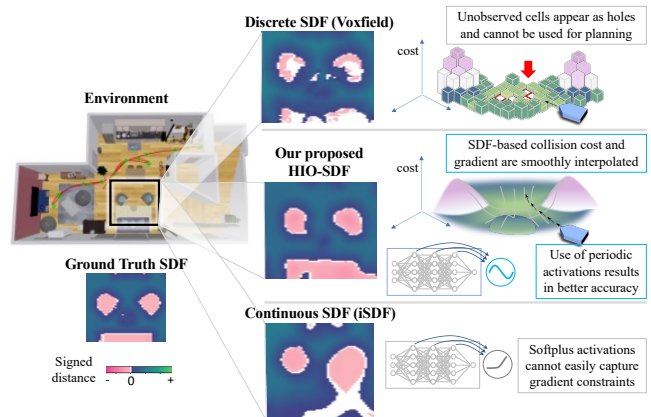 Discrete SDF (Voxfield)
Unobserved cells appear as holes
and cannot be used for planning
cost
Environment
Our proposed
HIO-SDF
SDF-based collision cost and
gradient are smoothly interpolated
cost
Use of periodic
activations results
in better accuracy
Ground Truth SDF
Signed
distance
- 0 +
Continuous SDF (iSDF)
Softplus activations
cannot easily capture
gradient constraints